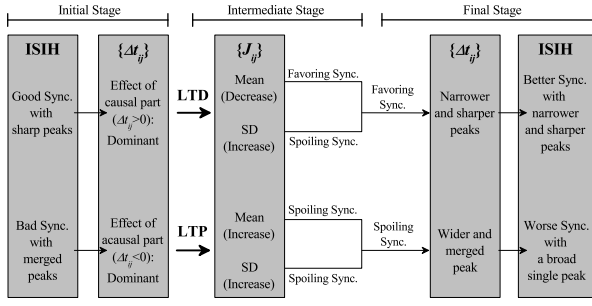 Initial Stage
Intermediate Stage
Final Stage
ISIH
{Δt_ij}
{J_ij}
{Δt_ij}
ISIH
Good Sync.
with
sharp peaks
Effect of
causal part
(Δt_ij>0):
Dominant
LTD
Mean
(Decrease)
SD
(Increase)
Favoring Sync.
Spoiling Sync.
Favoring
Sync.
Narrower
and sharper
peaks
Better Sync.
with
narrower
and sharper
peaks
Bad Sync.
with
merged
peaks
Effect of
acausal part
(Δt_ij<0):
Dominant
LTP
Mean
(Increase)
SD
(Increase)
Spoiling Sync.
Spoiling Sync.
Spoiling
Sync.
Wider and
merged
peak
Worse Sync.
with
a broad
single peak